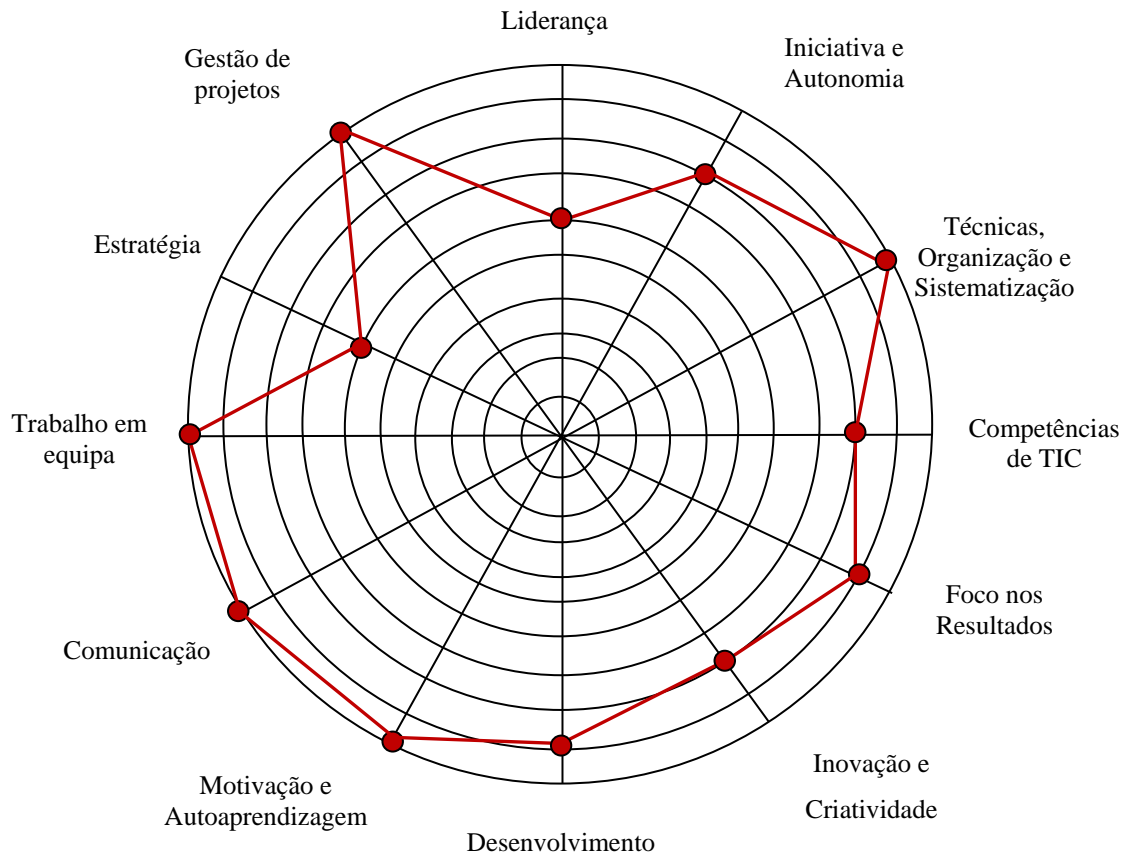 Liderança
Iniciativa e
Autonomia
Técnicas,
Organização e
Sistematização
Competências
de TIC
Foco nos
Resultados
Inovação e
Criatividade
Desenvolvimento
Motivação e
Autoaprendizagem
Comunicação
Trabalho em
equipa
Estratégia
Gestão de
projetos